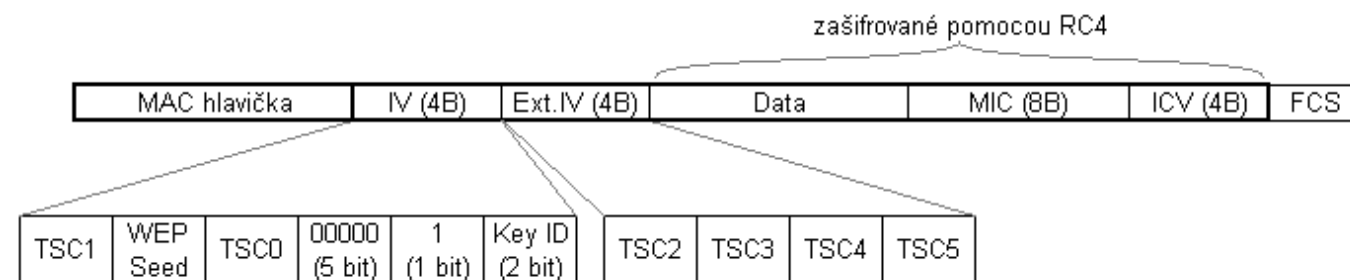 zašifrované pomocou RC4
MAC hlavička IV (4B) Ext.IV (4B) Data MIC (8B) ICV (4B) FCS
TSC1 WEP Seed TSC0 00000 (5 bit) 1 (1 bit) Key ID (2 bit) TSC2 TSC3 TSC4 TSC5